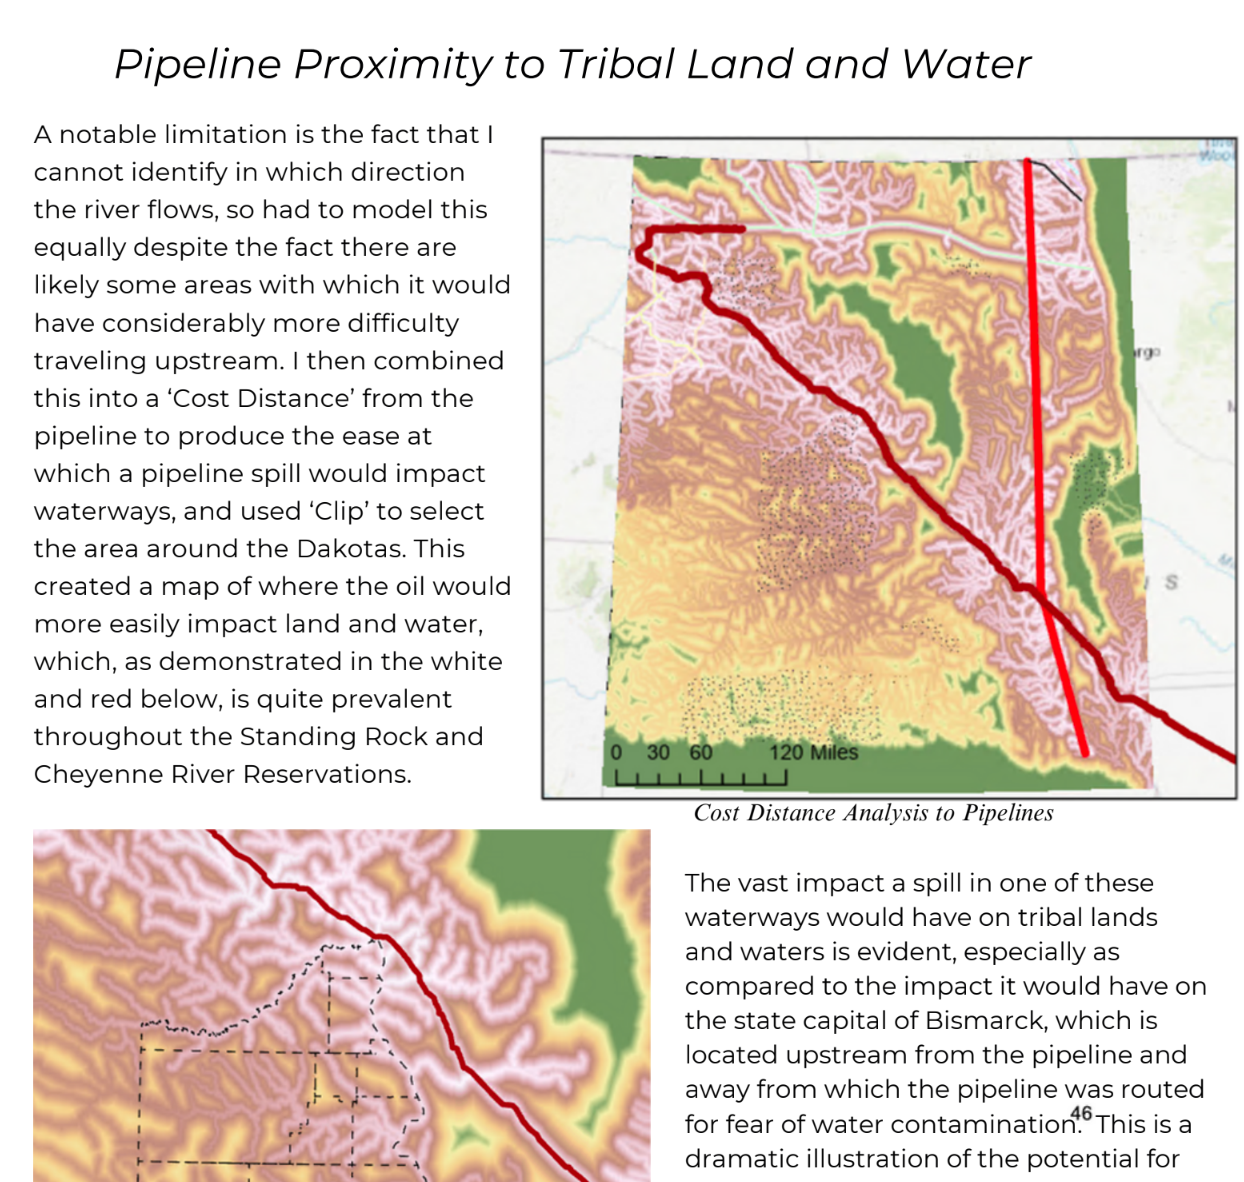 Pipeline Proximity to Tribal Land and Water
A notable limitation is the fact that I
cannot identify in which direction
the river flows, so had to model this
equally despite the fact there are
likely some areas with which it would
have considerably more difficulty
traveling upstream. I then combined
this into a ‘Cost Distance’ from the
pipeline to produce the ease at
which a pipeline spill would impact
waterways, and used ‘Clip’ to select
the area around the Dakotas. This
created a map of where the oil would
more easily impact land and water,
which, as demonstrated in the white
and red below, is quite prevalent
throughout the Standing Rock and
Cheyenne River Reservations.
rgo
S
0 30 60 120 Miles
Cost Distance Analysis to Pipelines
The vast impact a spill in one of these
waterways would have on tribal lands
and waters is evident, especially as
compared to the impact it would have on
the state capital of Bismarck, which is
located upstream from the pipeline and
away from which the pipeline was routed
for fear of water contamination.46 This is a
dramatic illustration of the potential for